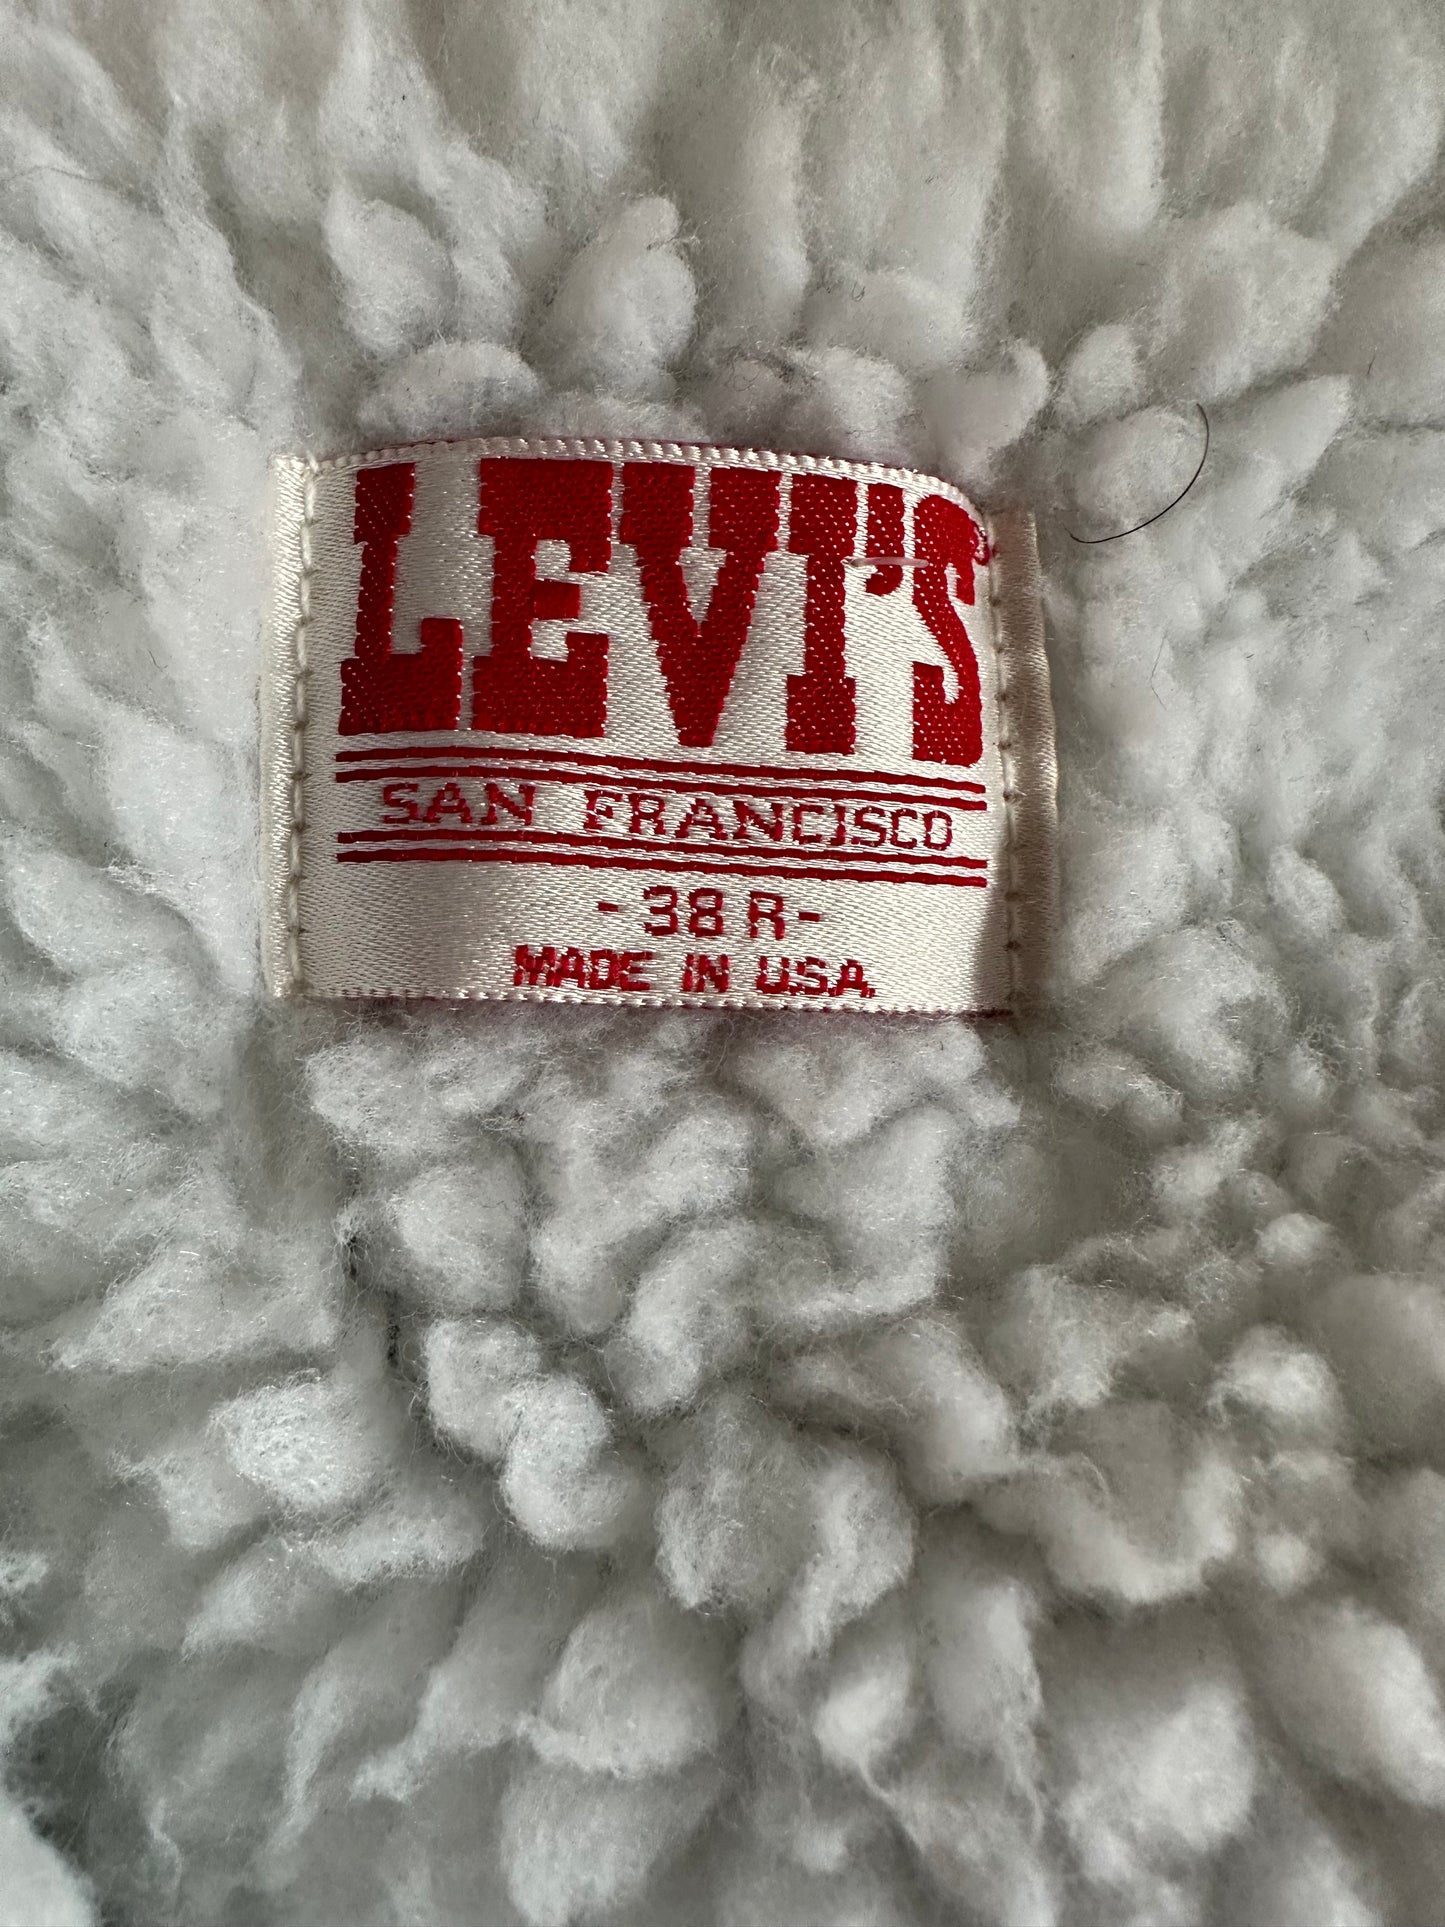 LEVI'S
SAN FRANCISCO
- 38 R -
MADE IN U.S.A.